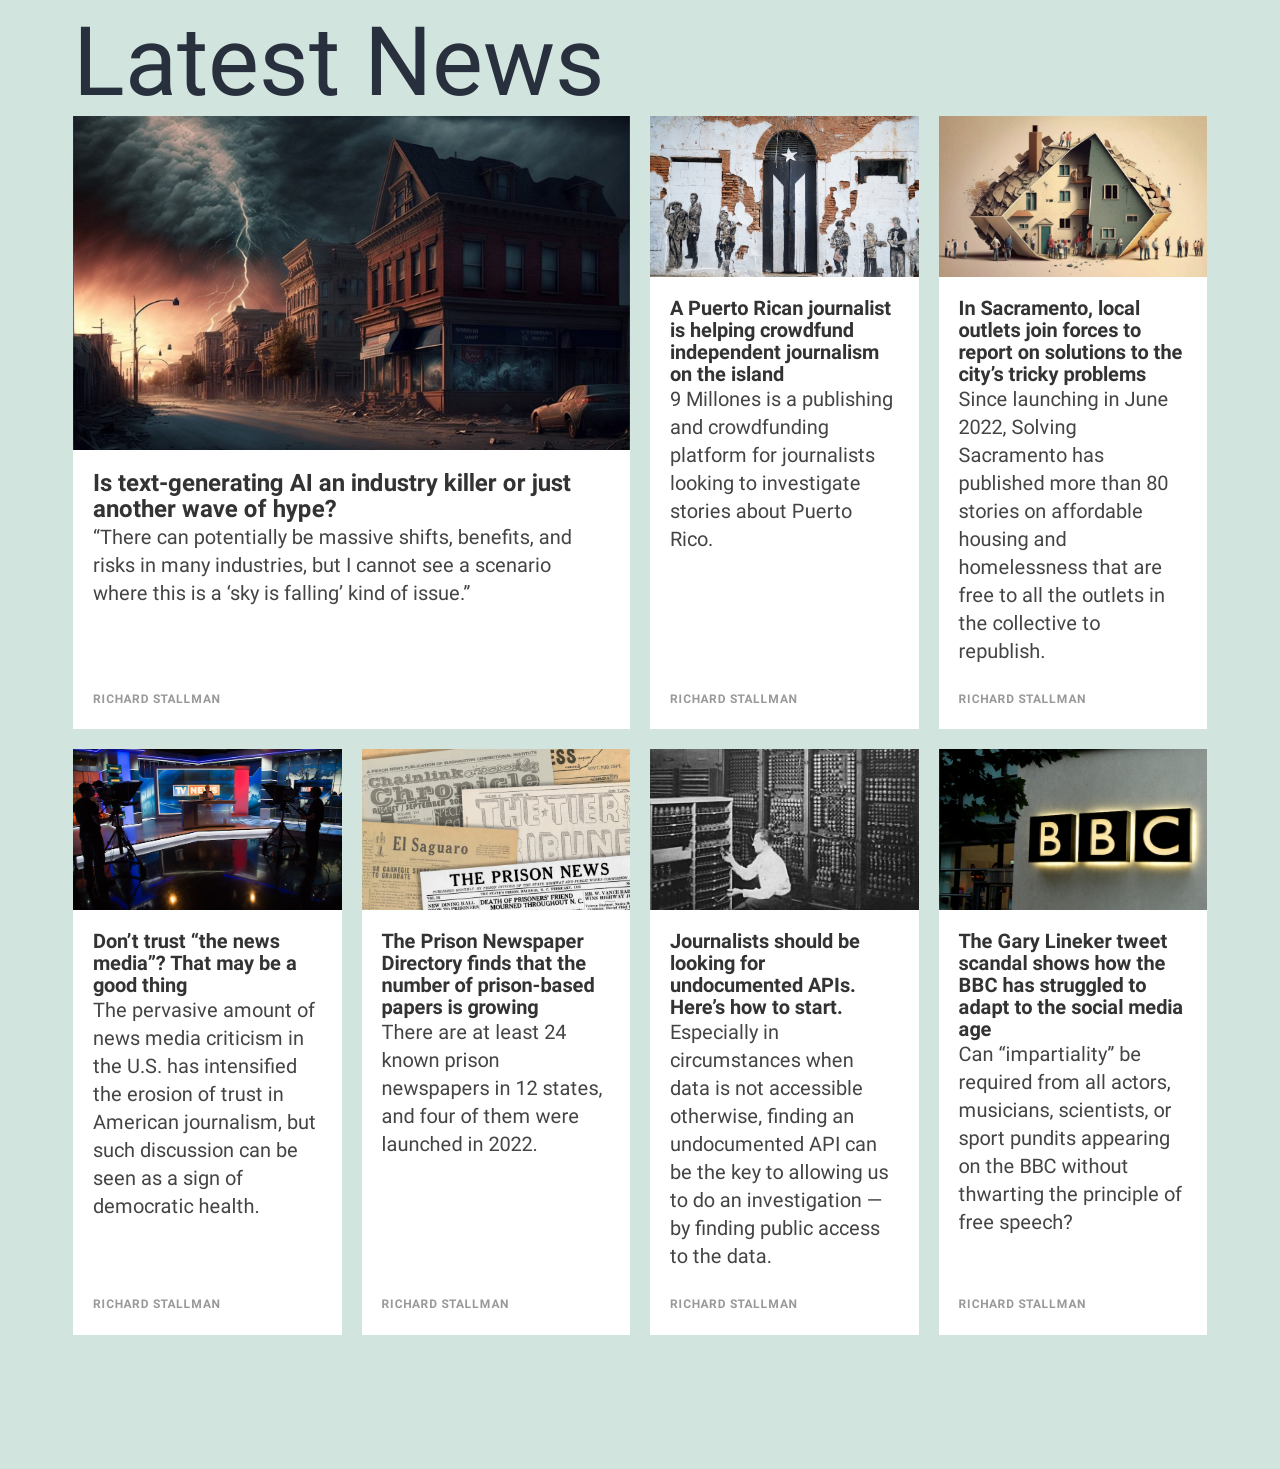 Latest News
Is text-generating AI an industry killer or just
another wave of hype?
“There can potentially be massive shifts, benefits, and
risks in many industries, but I cannot see a scenario
where this is a ‘sky is falling’ kind of issue.”
RICHARD STALLMAN
A Puerto Rican journalist
is helping crowdfund
independent journalism
on the island
9 Millones is a publishing
and crowdfunding
platform for journalists
looking to investigate
stories about Puerto
Rico.
RICHARD STALLMAN
In Sacramento, local
outlets join forces to
report on solutions to the
city’s tricky problems
Since launching in June
2022, Solving
Sacramento has
published more than 80
stories on affordable
housing and
homelessness that are
free to all the outlets in
the collective to
republish.
RICHARD STALLMAN
TV NEWS
Don’t trust “the news
media”? That may be a
good thing
The pervasive amount of
news media criticism in
the U.S. has intensified
the erosion of trust in
American journalism, but
such discussion can be
seen as a sign of
democratic health.
RICHARD STALLMAN
Chainlink
Chronicle
THE TIER
El Saguaro
THE PRISON NEWS
DEATH OF PRISONERS' FRIEND
MOURNED THROUGHOUT N. C.
The Prison Newspaper
Directory finds that the
number of prison-based
papers is growing
There are at least 24
known prison
newspapers in 12 states,
and four of them were
launched in 2022.
RICHARD STALLMAN
Journalists should be
looking for
undocumented APIs.
Here’s how to start.
Especially in
circumstances when
data is not accessible
otherwise, finding an
undocumented API can
be the key to allowing us
to do an investigation —
by finding public access
to the data.
RICHARD STALLMAN
BBC
The Gary Lineker tweet
scandal shows how the
BBC has struggled to
adapt to the social media
age
Can “impartiality” be
required from all actors,
musicians, scientists, or
sport pundits appearing
on the BBC without
thwarting the principle of
free speech?
RICHARD STALLMAN